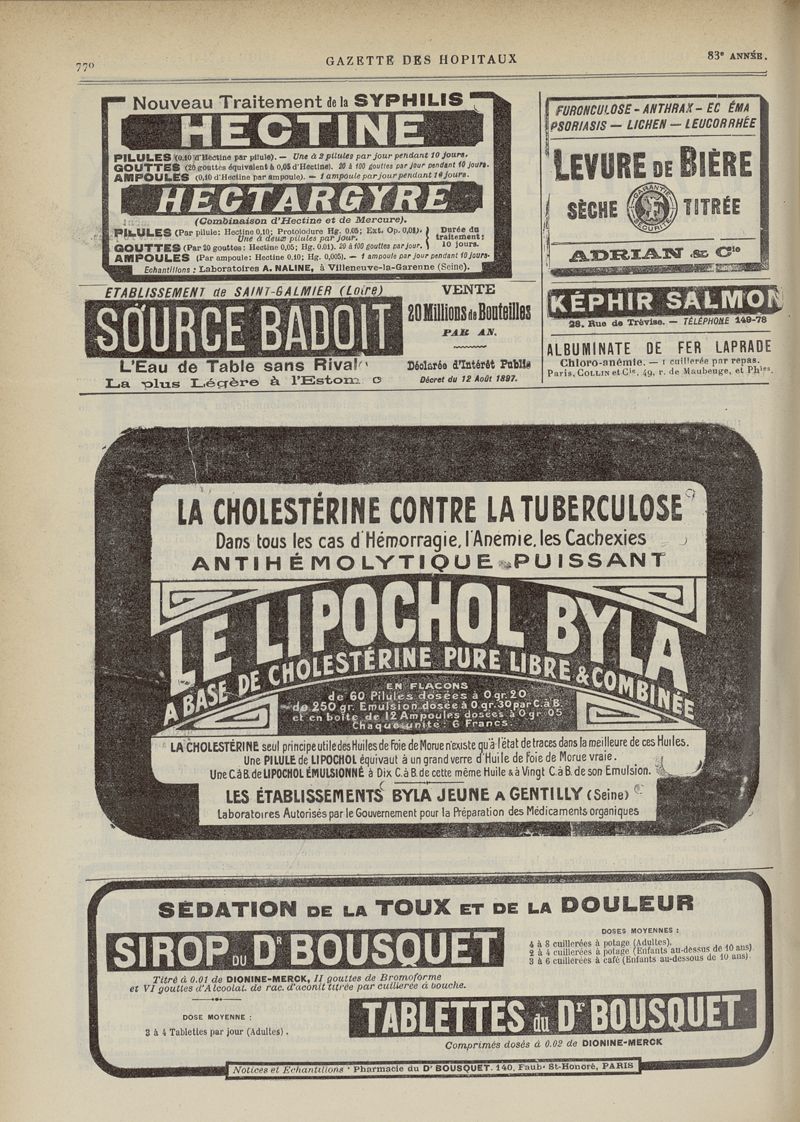 770
GAZETTE DES HOPITAUX
83e ANNÉE.
Nouveau Traitement de la SYPHILIS
HECTINE
PILULES (0,10 d'Hectine par pilule). — Une à 2 pilules par jour pendant 10 jours.
GOUTTES (20 gouttes équivalent à 0,05 d'Hectine). 20 à 100 gouttes par jour pendant 10 jours.
AMPOULES (0,10 d'Hectine par ampoule). — 1 ampoule par jour pendant 10 jours.
HECTARGYRE
(Combinaison d'Hectine et de Mercure).
PILULES (Par pilule: Hectine 0,10; Protoiodure Hg. 0,05; Ext. Op. 0,01).
Une à deux pilules par jour.
GOUTTES (Par 20 gouttes: Hectine 0,05; Hg. 0.01). 20 à 100 gouttes par jour.
Durée du
traitement:
10 jours.
AMPOULES (Par ampoule: Hectine 0,10; Hg. 0,005). — 1 ampoule par jour pendant 10 jours.
Echantillons : Laboratoires A. NALINE, à Villeneuve-la-Garenne (Seine).
FURONCULOSE - ANTHRAX - EC ÉMA
PSORIASIS — LICHEN — LEUCORRHÉE
LEVURE DE BIÈRE
SÈCHE
GARANTIE
SÉCURITÉ
TITRÉE
ADRIAN & Cie
ETABLISSEMENT de SAINT-GALMIER (Loire)
SOURCE BADOIT
L'Eau de Table sans Rival
La plus Légère à l'Estom c
VENTE
20 Millions de Bouteilles
PAR AN.
Déclarée d'Intérêt Public
Décret du 12 Août 1897.
KÉPHIR SALMON
28, Rue de Trévise. — TÉLÉPHONE 149-78
ALBUMINATE DE FER LAPRADE
Chloro-anémie. — 1 cuillerée par repas.
Paris, COLLIN et Cie, 49, r. de Maubeuge, et Phies.
LA CHOLESTÉRINE CONTRE LA TUBERCULOSE
Dans tous les cas d'Hémorragie, l'Anemie, les Cachexies
ANTIHÉMOLYTIQUE PUISSANT
LE LIPOCHOL BYLA
A BASE DE CHOLESTÉRINE PURE LIBRE & COMBINÉE
EN FLACONS
de 60 Pilules dosées à 0 gr. 20
de 250 gr. Emulsion dosée à 0.gr.30 par C.à B.
et en boîte de 12 Ampoules dosées à 0 gr. 05
Chaque unité : 6 Francs
LA CHOLESTÉRINE seul principe utile des Huiles de Foie de Morue n'existe qu'à l'état de traces dans la meilleure de ces Huiles.
Une PILULE de LIPOCHOL équivaut à un grand verre d'Huile de Foie de Morue vraie.
Une C.à B. de LIPOCHOL ÉMULSIONNÉ à Dix C.à B. de cette même Huile & à Vingt C.à B. de son Emulsion.
LES ÉTABLISSEMENTS BYLA JEUNE A GENTILLY (Seine)
Laboratoires Autorisés par le Gouvernement pour la Préparation des Médicaments organiques
SÉDATION DE LA TOUX ET DE LA DOULEUR
SIROP DU Dr BOUSQUET
DOSES MOYENNES :
4 à 8 cuillerées à potage (Adultes).
2 à 4 cuillerées à potage (Enfants au-dessus de 10 ans).
3 à 6 cuillerées à café (Enfants au-dessous de 10 ans).
Titré à 0.01 de DIONINE-MERCK, II gouttes de Bromoforme
et VI gouttes d'Alcoolat. de rac. d'aconit titrée par cuillerée à bouche.
DOSE MOYENNE :
3 à 4 Tablettes par jour (Adultes).
TABLETTES du Dr BOUSQUET
Comprimés dosés à 0.02 de DIONINE-MERCK
Notices et Echantillons : Pharmacie du Dr BOUSQUET. 140, Faubg St-Honoré, PARIS